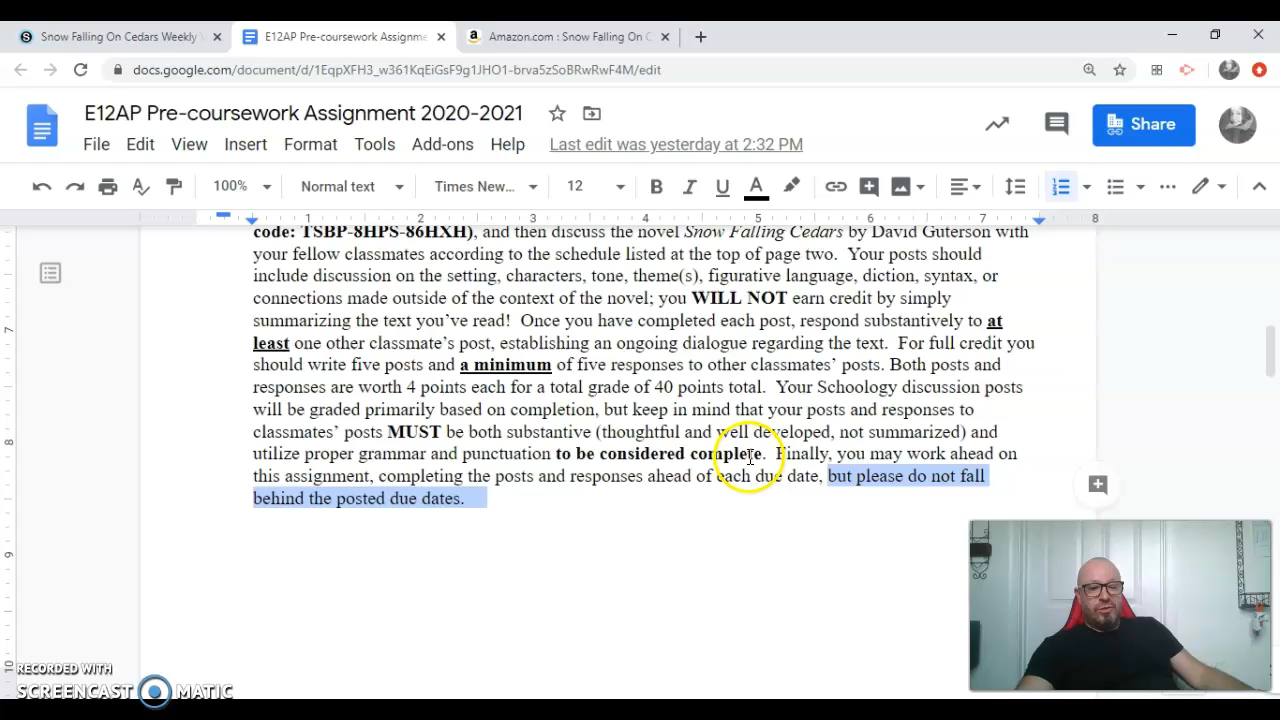 Snow Falling On Cedars Weekly
E12AP Pre-coursework Assignme
Amazon.com : Snow Falling On C
docs.google.com/document/d/1EqpXFH3_w361KqEiGsF9g1JHO1-brva5zSoBRwRwF4M/edit
E12AP Pre-coursework Assignment 2020-2021
Share
File Edit View Insert Format Tools Add-ons Help Last edit was yesterday at 2:32 PM
100% Normal text Times New... 12 B I U A
1 2 3 4 5 6 7 8
code: TSBP-8HPS-86HXH), and then discuss the novel Snow Falling Cedars by David Guterson with
your fellow classmates according to the schedule listed at the top of page two. Your posts should
include discussion on the setting, characters, tone, theme(s), figurative language, diction, syntax, or
connections made outside of the context of the novel; you WILL NOT earn credit by simply
summarizing the text you've read! Once you have completed each post, respond substantively to at
least one other classmate's post, establishing an ongoing dialogue regarding the text. For full credit you
should write five posts and a minimum of five responses to other classmates' posts. Both posts and
responses are worth 4 points each for a total grade of 40 points total. Your Schoology discussion posts
will be graded primarily based on completion, but keep in mind that your posts and responses to
classmates' posts MUST be both substantive (thoughtful and well developed, not summarized) and
utilize proper grammar and punctuation to be considered complete. Finally, you may work ahead on
this assignment, completing the posts and responses ahead of each due date, but please do not fall
behind the posted due dates.
7
8
9
10
RECORDED WITH
SCREENCAST MATIC